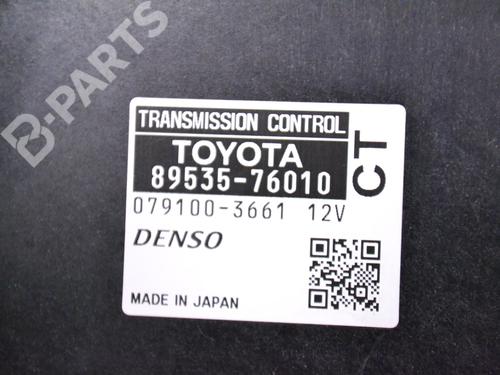 B-PARTS
TRANSMISSION CONTROL
TOYOTA
89535-76010
CT
079100-3661 12V
DENSO
MADE IN JAPAN